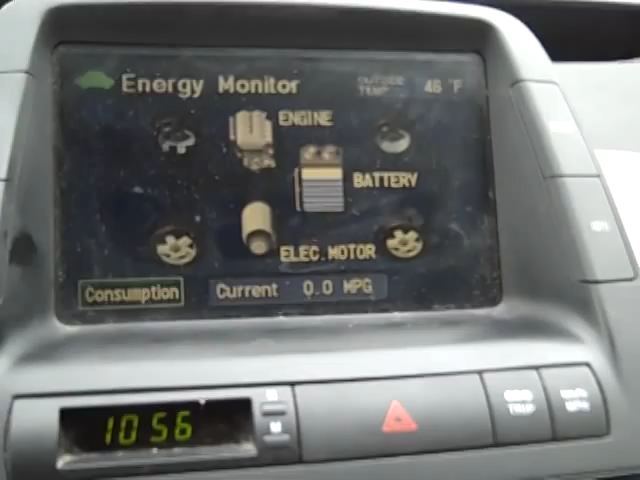 Energy Monitor
OUTSIDE
TEMP
46 °F
ENGINE
BATTERY
ELEC.MOTOR
Consumption
Current 0.0 MPG
10 56
TRIP